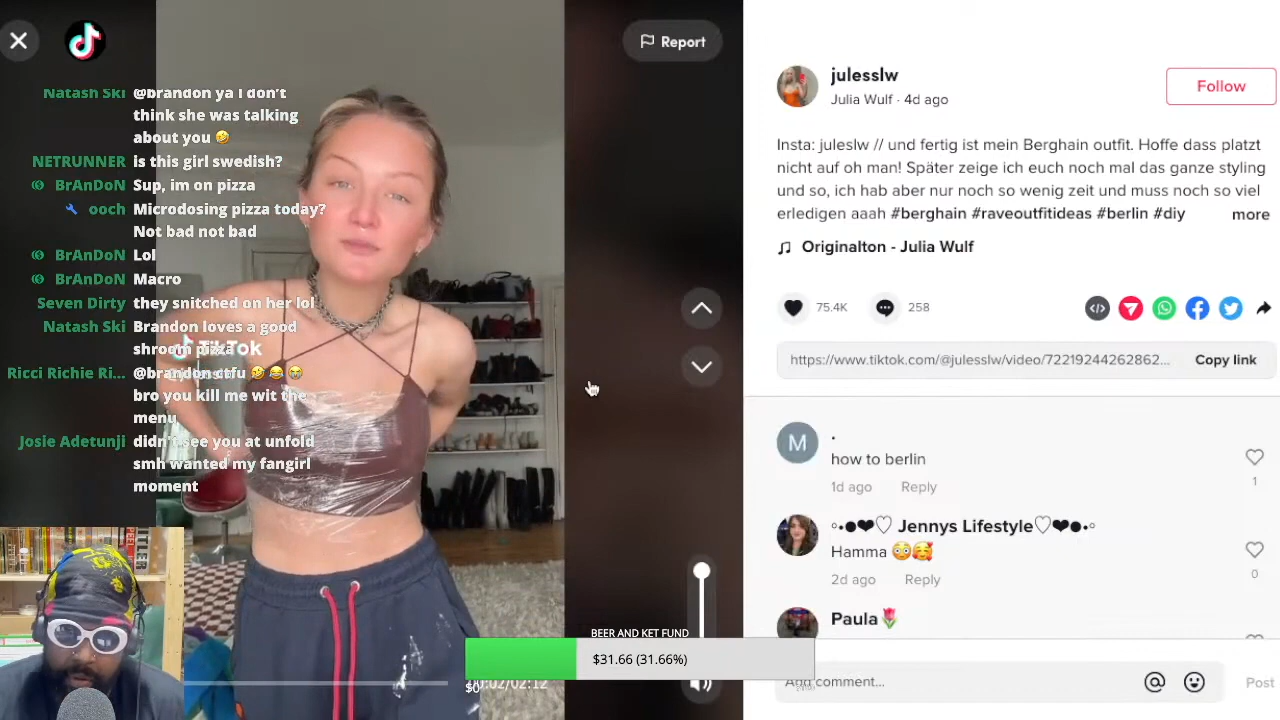 Report
Natash Ski @brandon ya I don't
think she was talking
about you 🤣
NETRUNNER is this girl swedish?
BrAnDoN Sup, im on pizza
ooch Microdosing pizza today?
Not bad not bad
BrAnDoN Lol
BrAnDoN Macro
Seven Dirty they snitched on her lol
Natash Ski Brandon loves a good
shroom pizza
TikTok
Ricci Richie Ri... @brandon ctfu 🤣😂😭
bro you kill me wit the
menu
Josie Adetunji didn't see you at unfold
smh wanted my fangirl
moment
BEER AND KET FUND
$31.66 (31.66%)
$0
02:12
julesslw
Julia Wulf · 4d ago
Follow
Insta: juleslw // und fertig ist mein Berghain outfit. Hoffe dass platzt
nicht auf oh man! Später zeige ich euch noch mal das ganze styling
und so, ich hab aber nur noch so wenig zeit und muss noch so viel
erledigen aaah #berghain #raveoutfitideas #berlin #diy more
Originalton - Julia Wulf
75.4K 258
https://www.tiktok.com/@julesslw/video/72219244262862... Copy link
M
.
how to berlin
1d ago Reply
1
◦•●❤♡ Jennys Lifestyle♡❤●•◦
Hamma 😳🥰
2d ago Reply
0
Paula🌷
Add comment...
Post